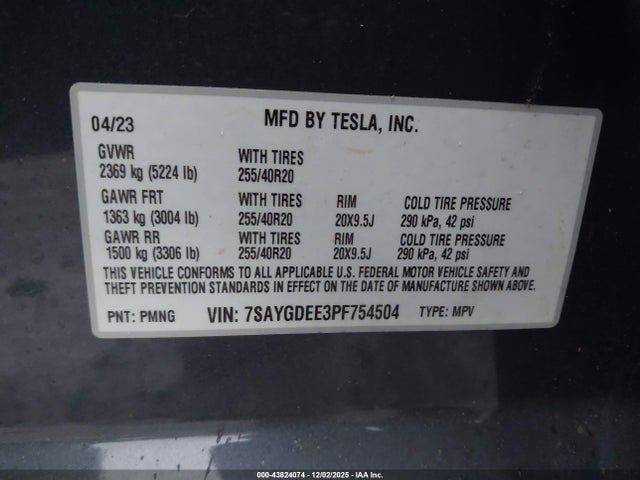 04/23 MFD BY TESLA, INC.
GVWR WITH TIRES
2369 kg (5224 lb) 255/40R20
GAWR FRT WITH TIRES RIM COLD TIRE PRESSURE
1363 kg (3004 lb) 255/40R20 20X9.5J 290 kPa, 42 psi
GAWR RR WITH TIRES RIM COLD TIRE PRESSURE
1500 kg (3306 lb) 255/40R20 20X9.5J 290 kPa, 42 psi
THIS VEHICLE CONFORMS TO ALL APPLICABLE U.S. FEDERAL MOTOR VEHICLE SAFETY AND
THEFT PREVENTION STANDARDS IN EFFECT ON THE DATE OF MANUFACTURE SHOWN ABOVE.
PNT: PMNG VIN: 7SAYGDEE3PF754504 TYPE: MPV
000-43824074 - 12/02/2025 - IAA Inc.